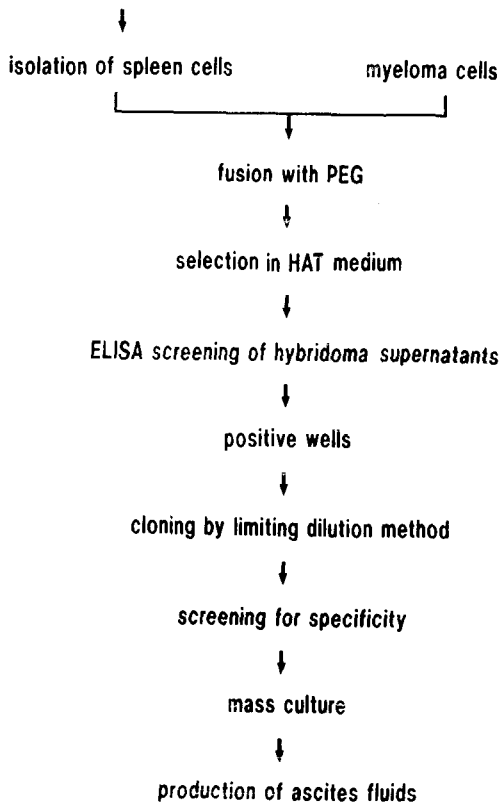 isolation of spleen cells
myeloma cells
fusion with PEG
selection in HAT medium
ELISA screening of hybridoma supernatants
positive wells
cloning by limiting dilution method
screening for specificity
mass culture
production of ascites fluids